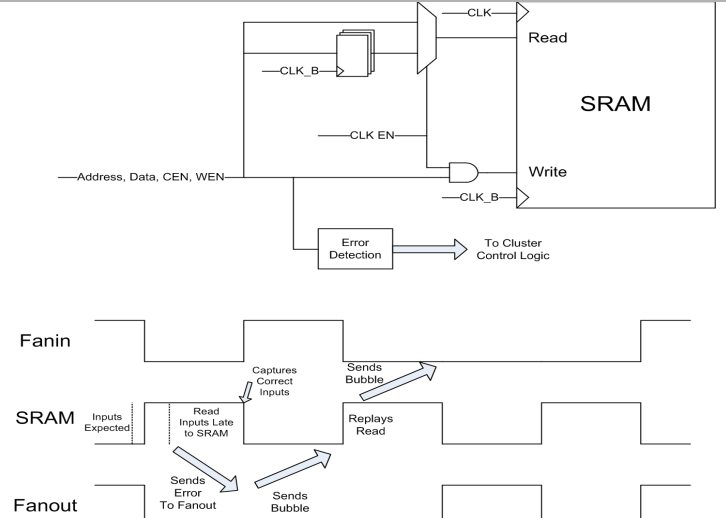 CLK
Read
CLK_B
SRAM
CLK EN
Address, Data, CEN, WEN
Write
CLK_B
Error
Detection
To Cluster
Control Logic
Fanin
Captures
Correct
Inputs
Sends
Bubble
SRAM
Inputs
Expected
Read
Inputs Late
to SRAM
Replays
Read
Sends
Error
To Fanout
Sends
Bubble
Fanout